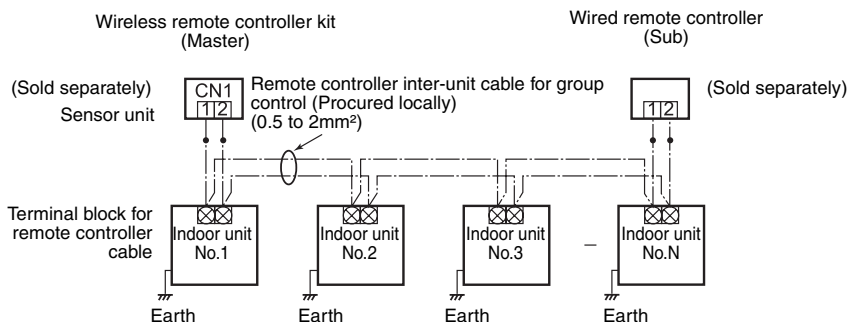 Wireless remote controller kit
(Master)
Wired remote controller
(Sub)
(Sold separately)
Sensor unit
CN1
1 2
Remote controller inter-unit cable for group
control (Procured locally)
(0.5 to 2mm²)
1 2
(Sold separately)
Terminal block for
remote controller
cable
Indoor unit
No.1
Indoor unit
No.2
Indoor unit
No.3
Indoor unit
No.N
Earth
Earth
Earth
Earth